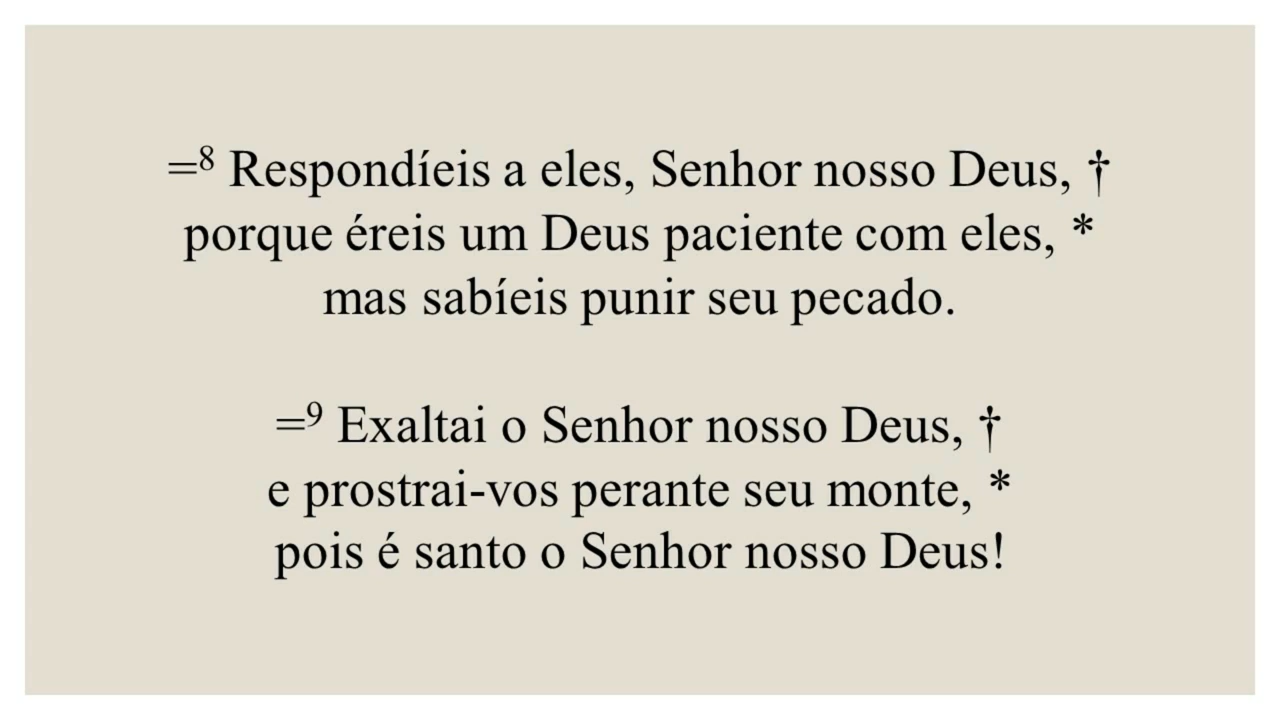 =⁸ Respondíeis a eles, Senhor nosso Deus, †
porque éreis um Deus paciente com eles, *
mas sabíeis punir seu pecado.
=⁹ Exaltai o Senhor nosso Deus, †
e prostrai-vos perante seu monte, *
pois é santo o Senhor nosso Deus!